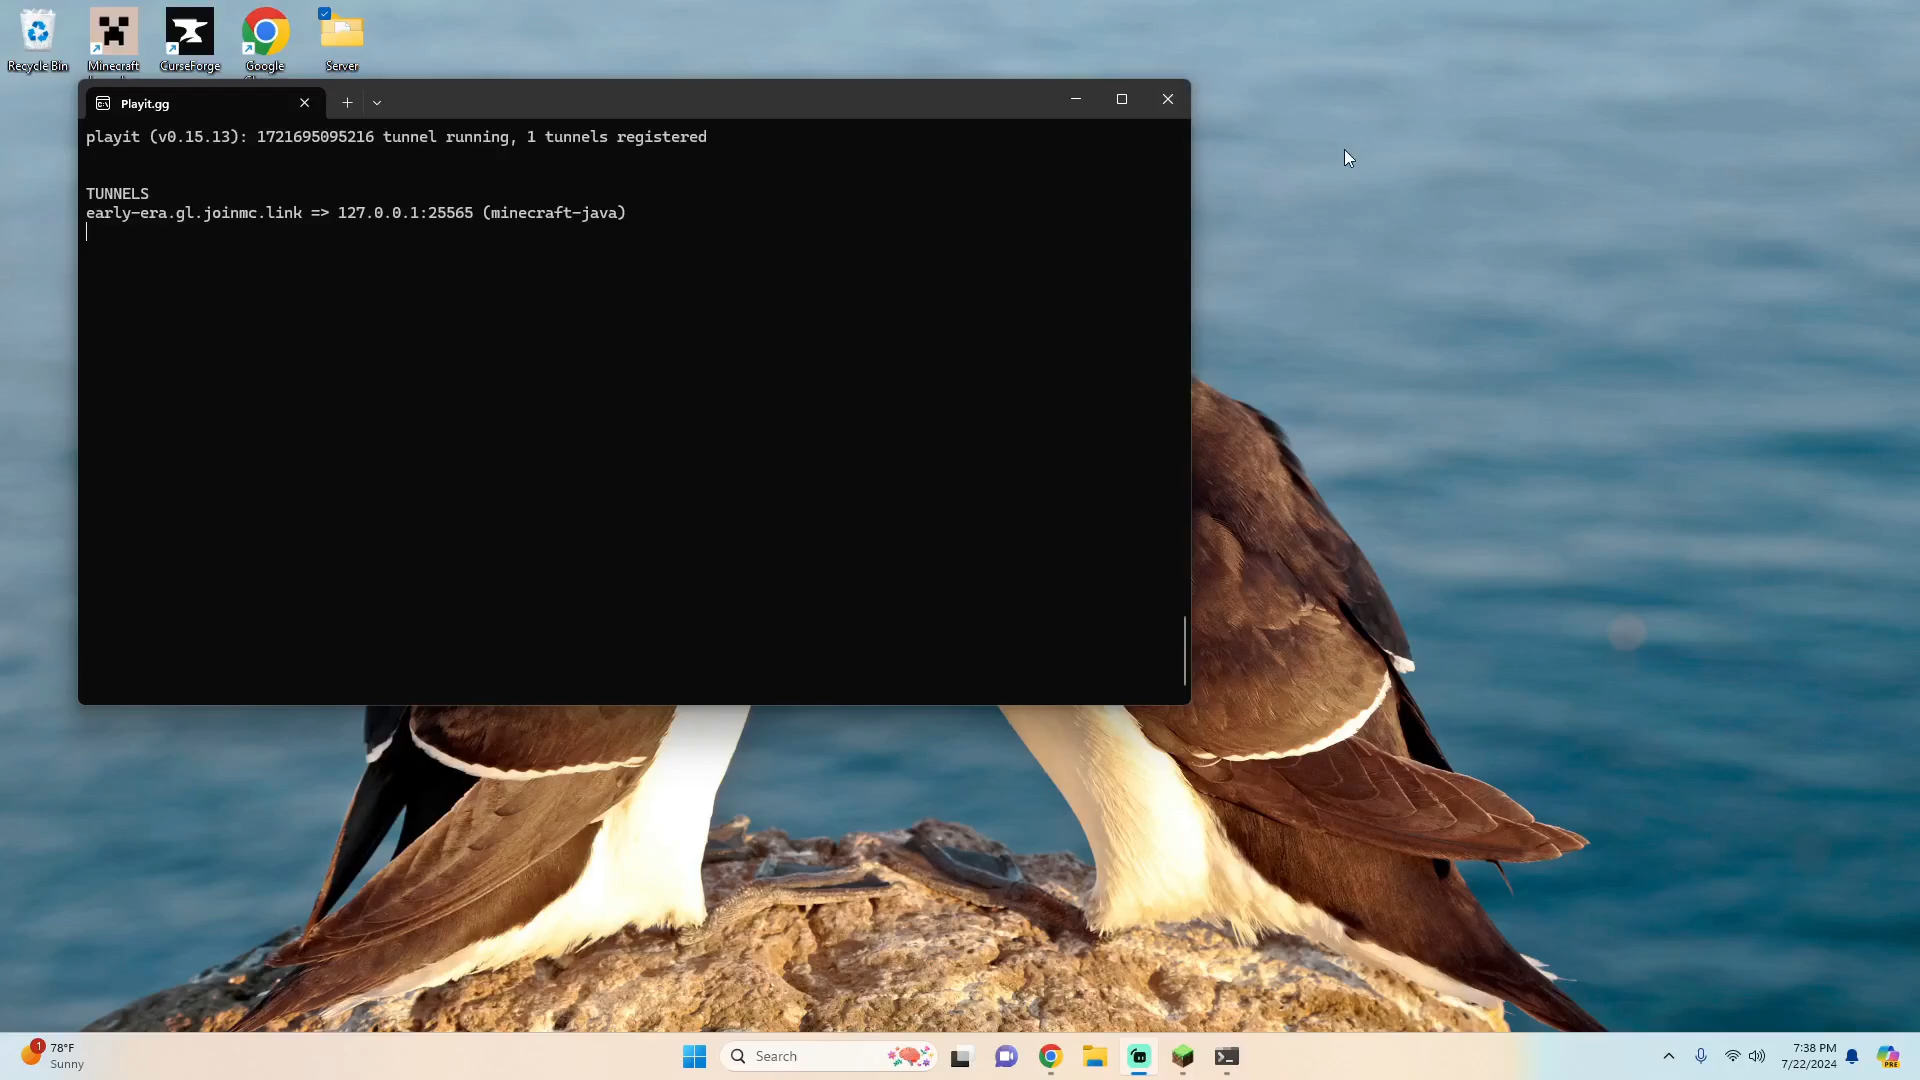 Recycle Bin
Minecraft
CurseForge
Google
Server
Playit.gg
playit (v0.15.13): 1721695095216 tunnel running, 1 tunnels registered
TUNNELS
early-era.gl.joinmc.link => 127.0.0.1:25565 (minecraft-java)
1
78°F
Sunny
Search
7:38 PM
7/22/2024
PRE